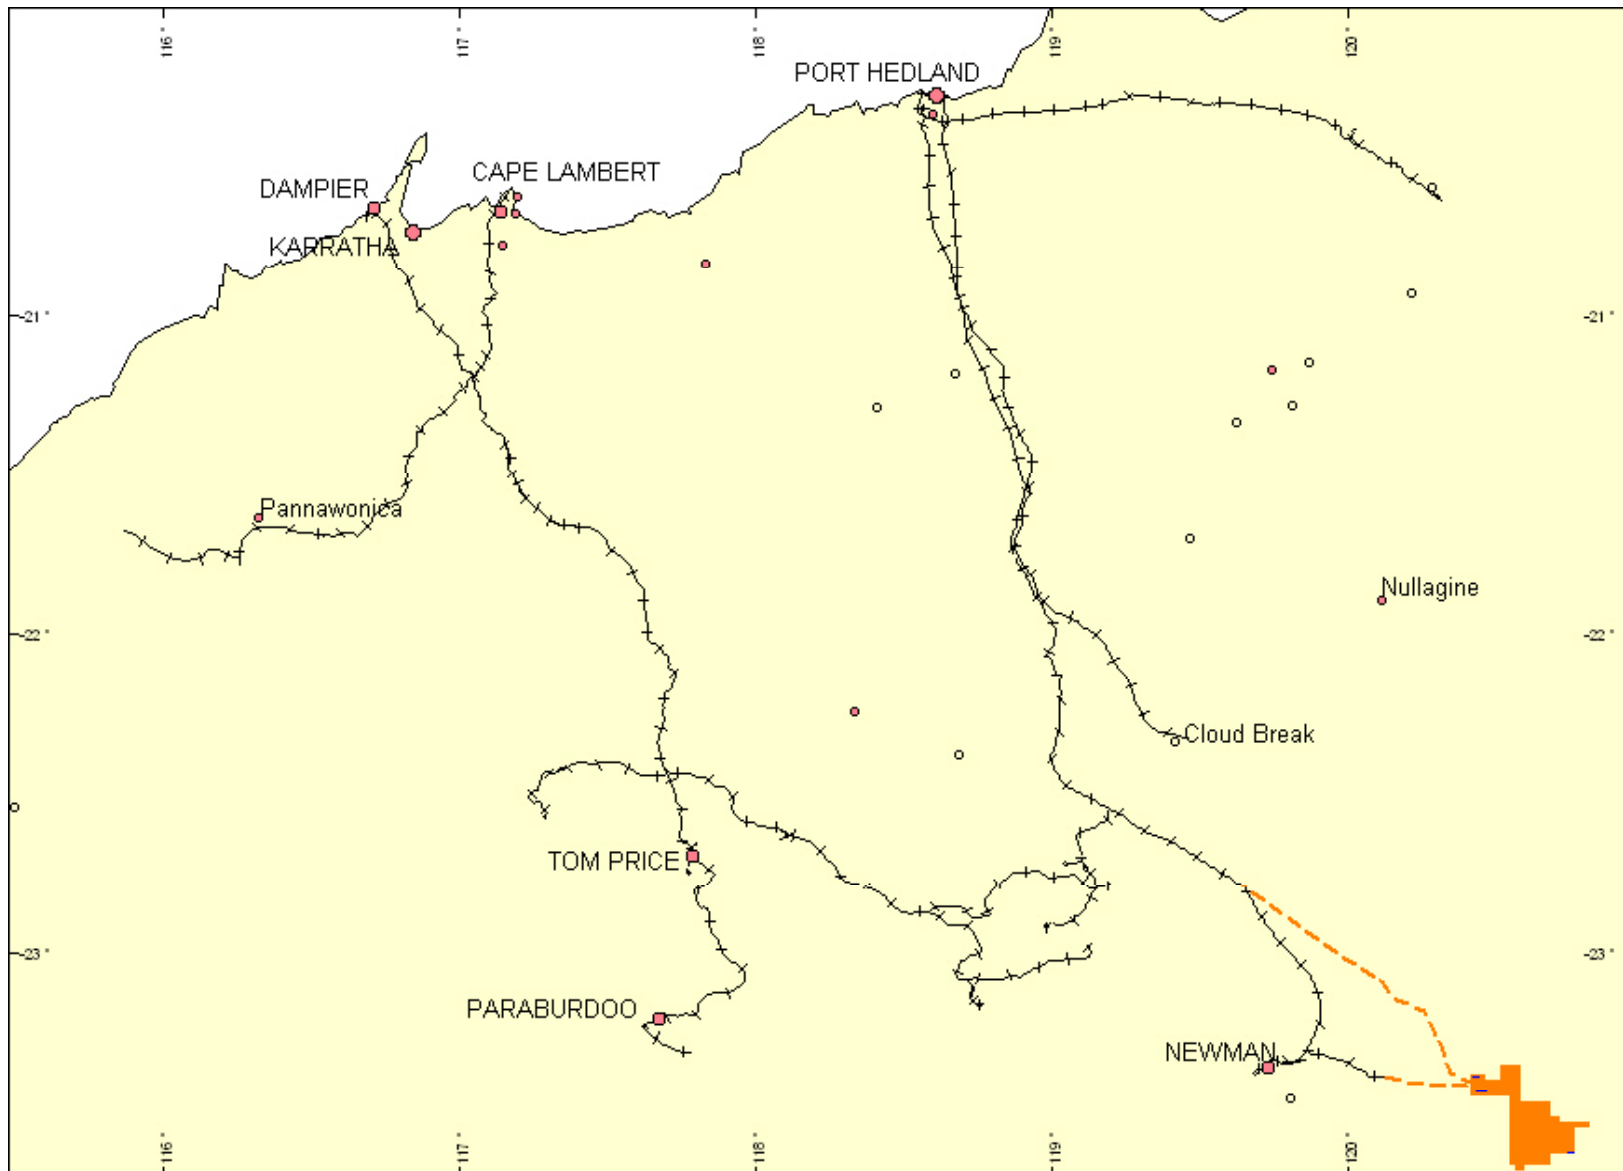 116° 117° 118° 119° 120°
PORT HEDLAND
CAPE LAMBERT
DAMPIER
KARRATHA
-21° -21°
Pannawonica
Nullagine
-22° -22°
Cloud Break
TOM PRICE
-23° -23°
PARABURDOO
NEWMAN
116° 117° 118° 119° 120°